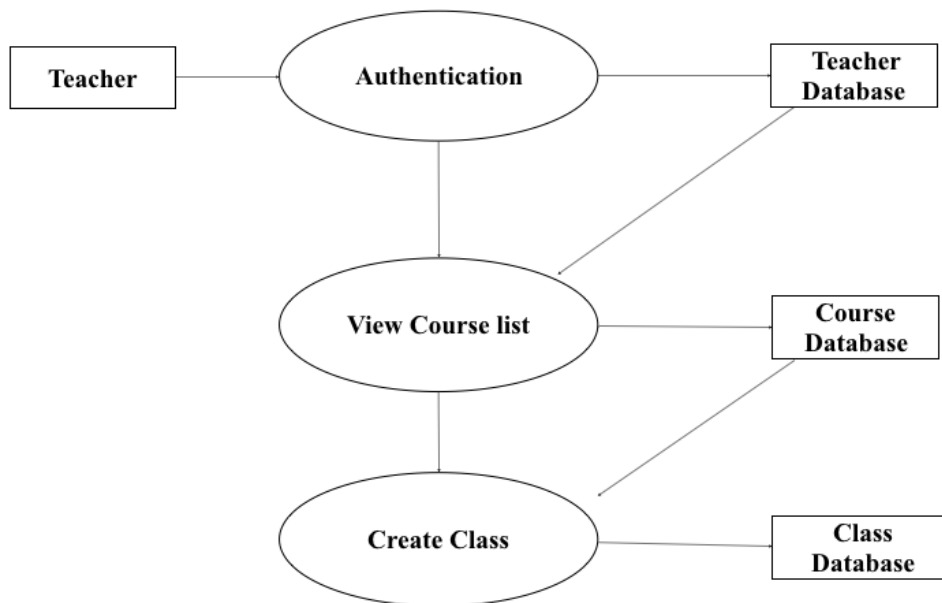 Teacher
Authentication
Teacher
Database
View Course list
Course
Database
Create Class
Class
Database